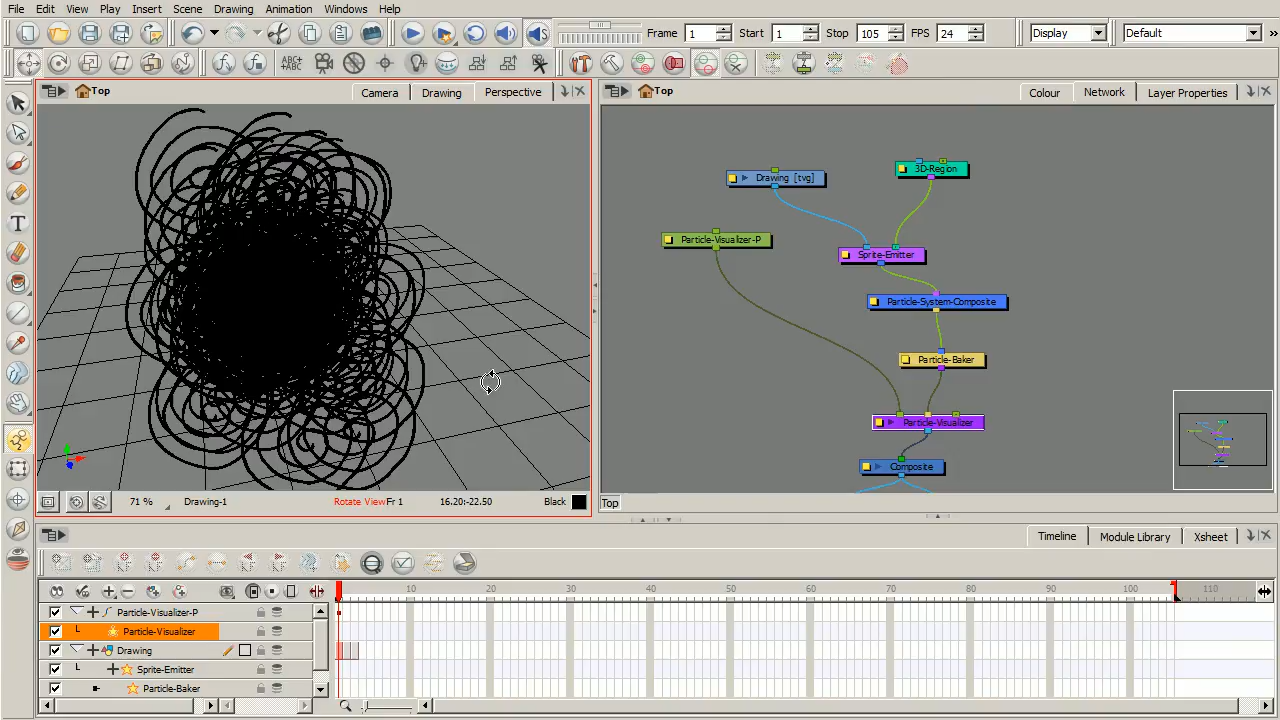 File Edit View Play Insert Scene Drawing Animation Windows Help
Frame 1 Start 1 Stop 105 FPS 24 Display Default
ABC
Top Camera Drawing Perspective
Top Colour Network Layer Properties
Drawing [tvg]
3D-Region
Particle-Visualizer-P
Sprite-Emitter
Particle-System-Composite
Particle-Baker
Particle-Visualizer
Composite
71 % Drawing-1 Rotate View Fr 1 16.20:-22.50 Black
Top
Timeline Module Library Xsheet
10 20 30 40 50 60 70 80 90 100 110
Particle-Visualizer-P
Particle-Visualizer
Drawing
Sprite-Emitter
Particle-Baker